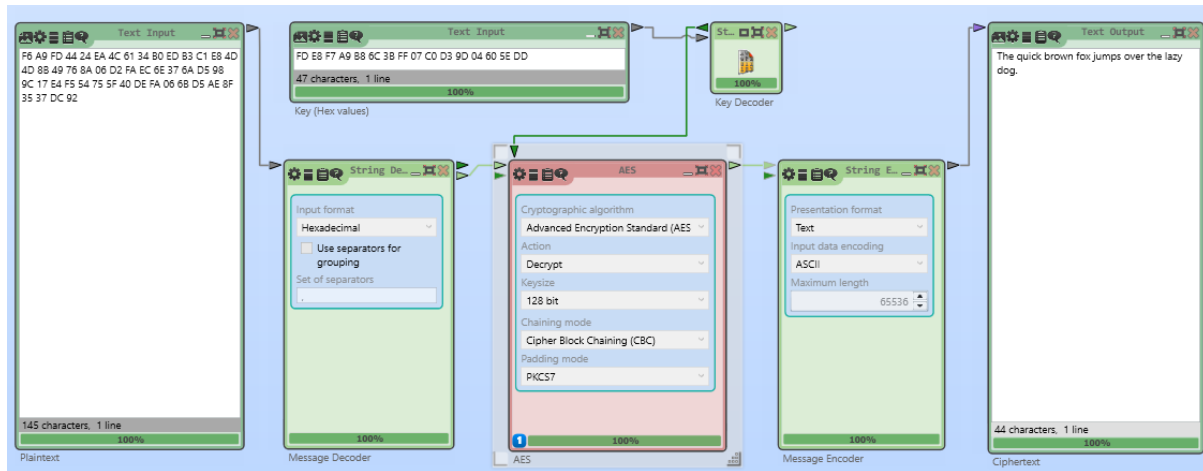 Text Input
F6 A9 FD 44 24 EA 4C 61 34 B0 ED B3 C1 E8 4D
4D 8B 49 76 8A 06 D2 FA EC 6E 37 6A D5 98
9C 17 E4 F5 54 75 5F 40 DE FA 06 6B D5 AE 8F
35 37 DC 92
145 characters, 1 line
100%
Plaintext
Text Input
FD E8 F7 A9 B8 6C 3B FF 07 C0 D3 9D 04 60 5E DD
47 characters, 1 line
100%
Key (Hex values)
St...
100%
Key Decoder
String De...
Input format
Hexadecimal
Use separators for
grouping
Set of separators
,
100%
Message Decoder
AES
Cryptographic algorithm
Advanced Encryption Standard (AES
Action
Decrypt
Keysize
128 bit
Chaining mode
Cipher Block Chaining (CBC)
Padding mode
PKCS7
1
100%
AES
String E...
Presentation format
Text
Input data encoding
ASCII
Maximum length
65536
100%
Message Encoder
Text Output
The quick brown fox jumps over the lazy
dog.
44 characters, 1 line
100%
Ciphertext